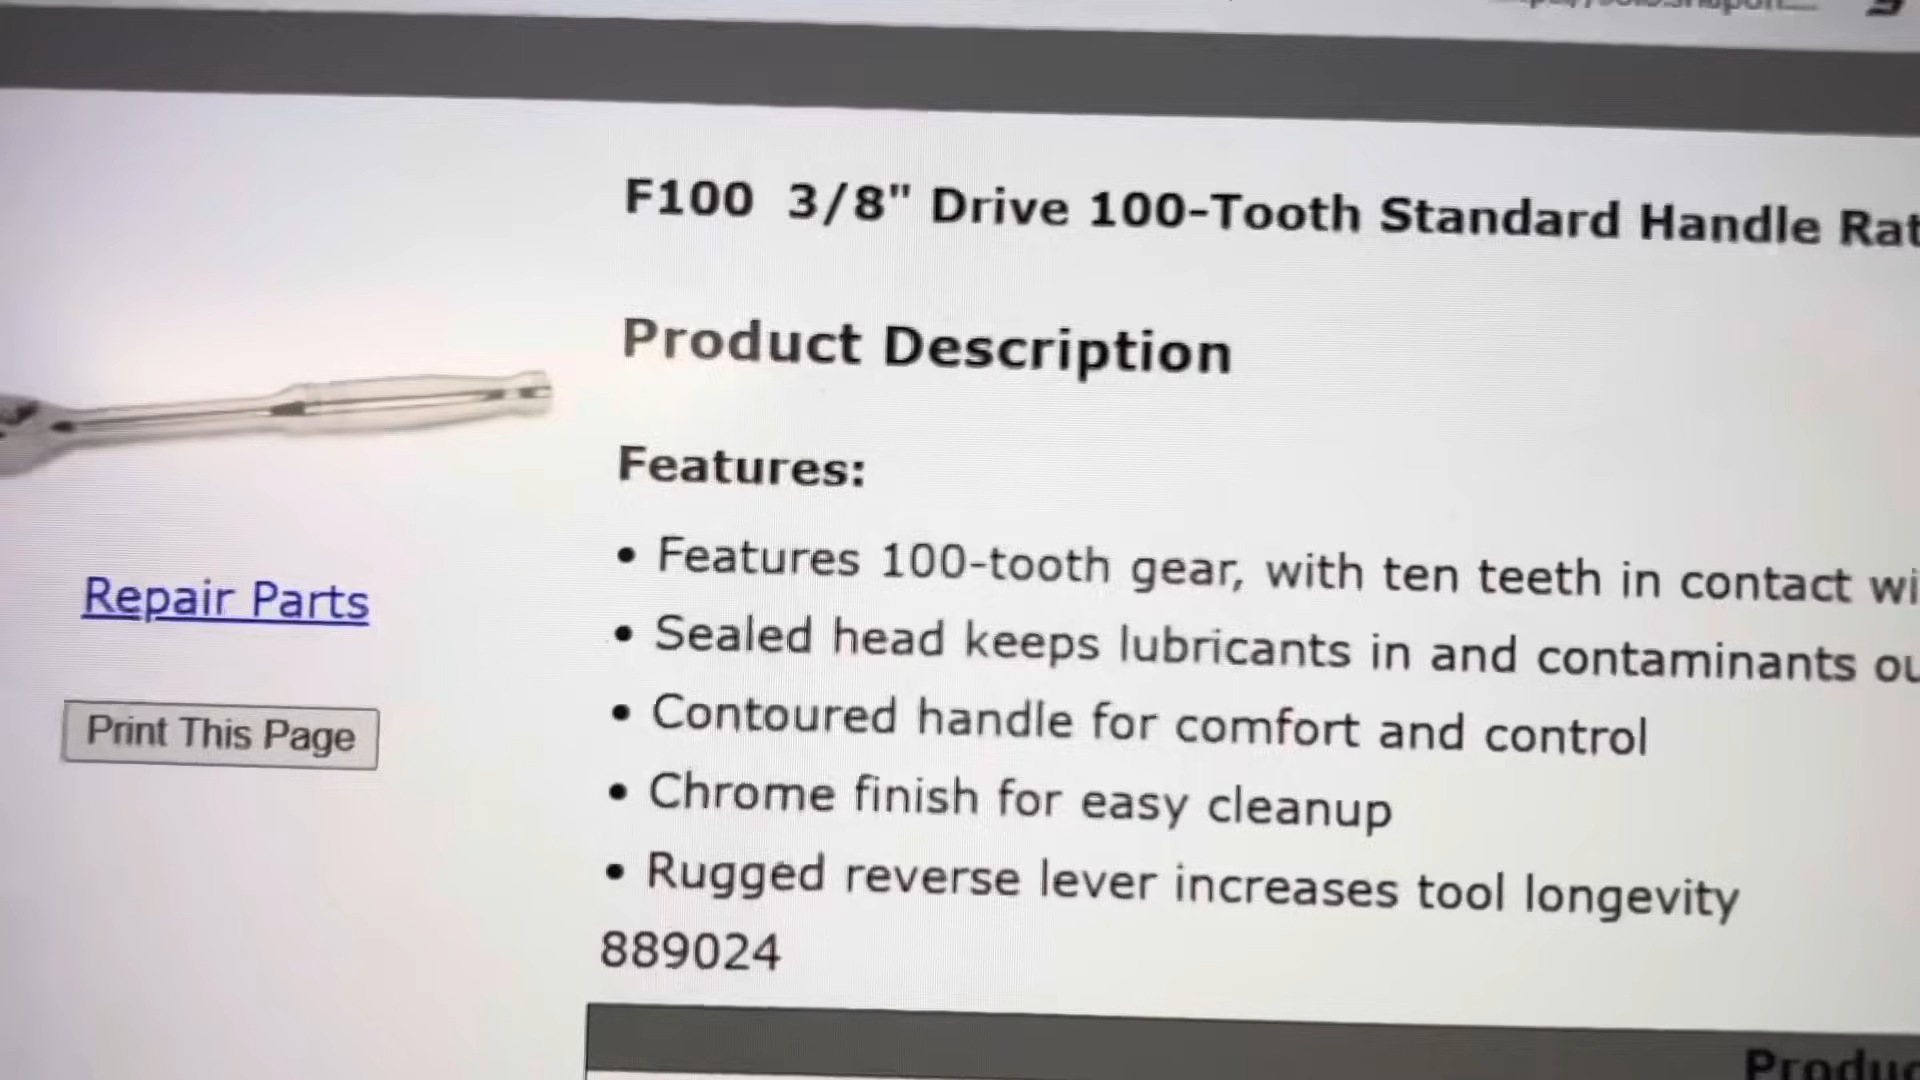 F100 3/8" Drive 100-Tooth Standard Handle
Product Description
Features:
• Features 100-tooth gear, with ten teeth in contact
• Sealed head keeps lubricants in and contaminants
• Contoured handle for comfort and control
• Chrome finish for easy cleanup
• Rugged reverse lever increases tool longevity
889024
Repair Parts
Print This Page